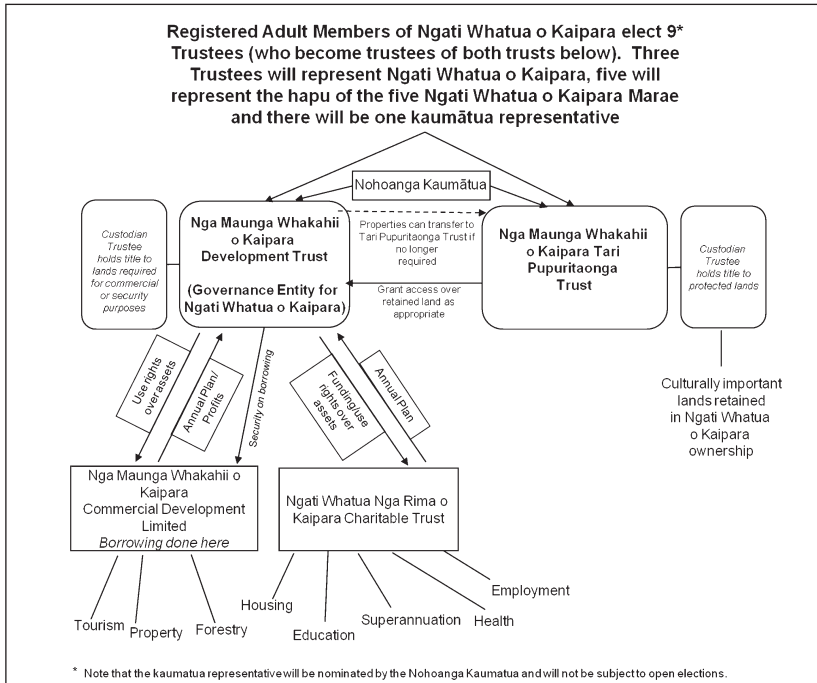 Registered Adult Members of Ngati Whatua o Kaipara elect 9*
Trustees (who become trustees of both trusts below). Three
Trustees will represent Ngati Whatua o Kaipara, five will
represent the hapu of the five Ngati Whatua o Kaipara Marae
and there will be one kaumātua representative
Nohoanga Kaumātua
Custodian
Trustee
holds title to
lands required
for commercial
or security
purposes
Nga Maunga Whakahii
o Kaipara
Development Trust
(Governance Entity for
Ngati Whatua o Kaipara)
Properties can transfer to
Tari Pupuritaonga Trust if
no longer
required
Grant access over
retained land as
appropriate
Nga Maunga Whakahii
o Kaipara Tari
Pupuritaonga
Trust
Custodian
Trustee
holds title to
protected lands
Use rights
over assets
Annual Plan/
Profits
Security on borrowing
Funding/use
rights over
assets
Annual Plan
Culturally important
lands retained
in Ngati Whatua
o Kaipara
ownership
Nga Maunga Whakahii o
Kaipara
Commercial Development
Limited
Borrowing done here
Ngati Whatua Nga Rima o
Kaipara Charitable Trust
Tourism
Property
Forestry
Housing
Education
Superannuation
Health
Employment
* Note that the kaumatua representative will be nominated by the Nohoanga Kaumatua and will not be subject to open elections.